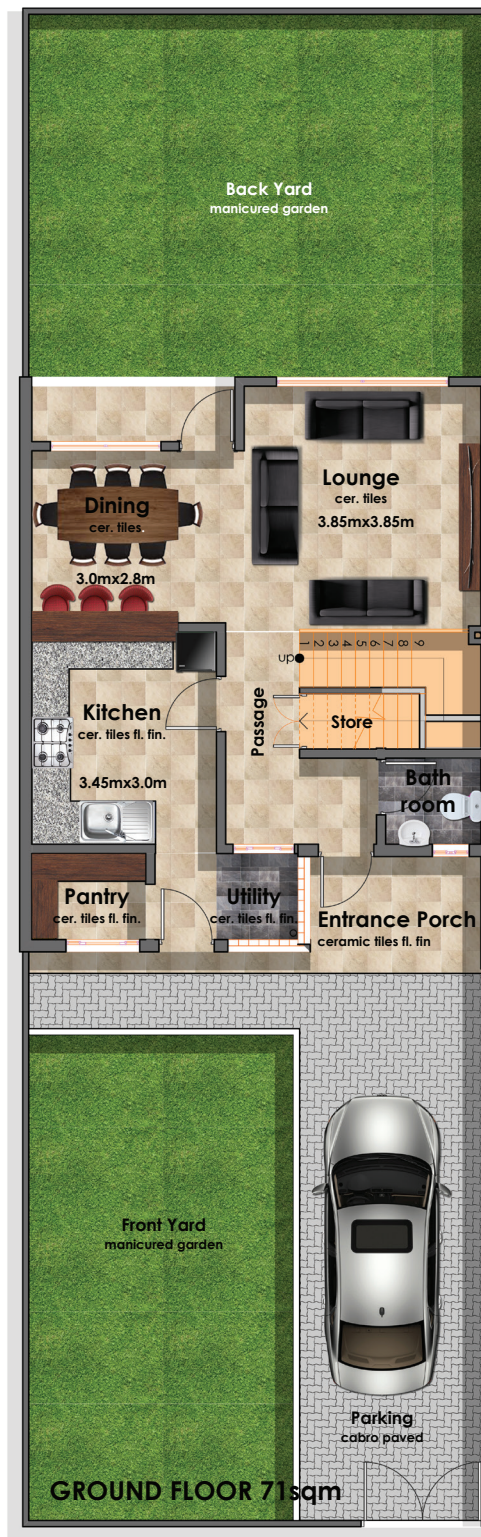 Back Yard
manicured garden
Lounge
cer. tiles
3.85mx3.85m
Dining
cer. tiles
3.0mx2.8m
1 2 3 4 5 6 7 8 9
up
Kitchen
cer. tiles fl. fin.
3.45mx3.0m
Passage
Store
Bath
room
Pantry
cer. tiles fl. fin.
Utility
cer. tiles fl. fin.
Entrance Porch
ceramic tiles fl. fin
Front Yard
manicured garden
Parking
cabro paved
GROUND FLOOR 71sqm